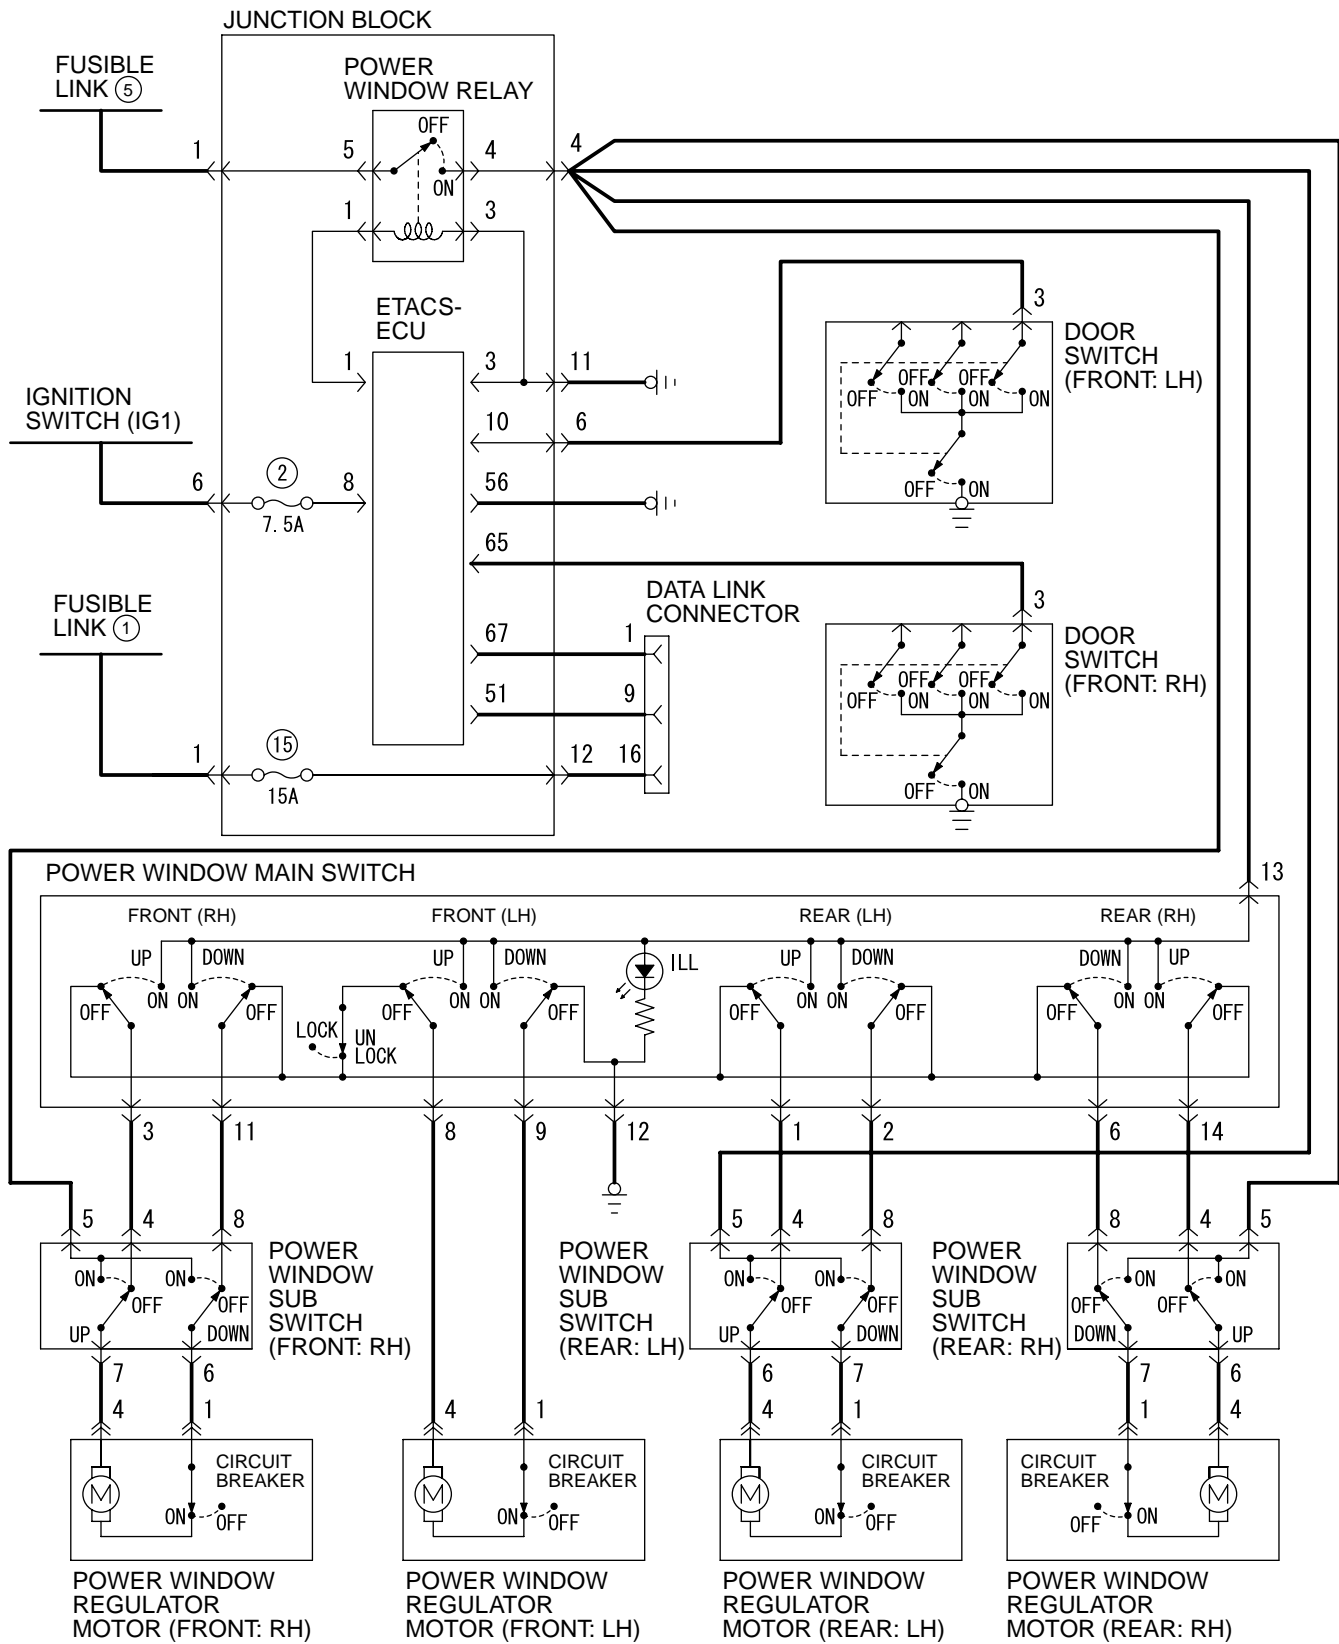 JUNCTION BLOCK
FUSIBLE
LINK ⑤
POWER
WINDOW RELAY
OFF
ON
1
5
4
4
1
3
ETACS-
ECU
1
3
11
IGNITION
SWITCH (IG1)
10
6
6
②
7.5A
8
56
65
FUSIBLE
LINK ①
67
1
51
9
1
⑮
15A
12
16
DATA LINK
CONNECTOR
3
DOOR
SWITCH
(FRONT: LH)
OFF
OFF
ON
OFF
ON
ON
OFF
ON
3
DOOR
SWITCH
(FRONT: RH)
OFF
OFF
ON
OFF
ON
ON
OFF
ON
POWER WINDOW MAIN SWITCH
13
FRONT (RH)
FRONT (LH)
REAR (LH)
REAR (RH)
UP
DOWN
OFF
ON
ON
OFF
LOCK
UN
LOCK
UP
DOWN
OFF
ON
ON
OFF
ILL
UP
DOWN
OFF
ON
ON
OFF
DOWN
UP
OFF
ON
ON
OFF
3
11
8
9
12
1
2
6
14
5
4
8
ON
ON
OFF
OFF
UP
DOWN
POWER
WINDOW
SUB
SWITCH
(FRONT: RH)
POWER
WINDOW
SUB
SWITCH
(REAR: LH)
5
4
8
ON
ON
OFF
OFF
UP
DOWN
POWER
WINDOW
SUB
SWITCH
(REAR: RH)
8
4
5
ON
ON
OFF
OFF
DOWN
UP
7
6
4
1
4
1
6
7
4
1
7
6
1
4
M
CIRCUIT
BREAKER
ON
OFF
M
CIRCUIT
BREAKER
ON
OFF
M
CIRCUIT
BREAKER
ON
OFF
CIRCUIT
BREAKER
OFF
ON
M
POWER WINDOW
REGULATOR
MOTOR (FRONT: RH)
POWER WINDOW
REGULATOR
MOTOR (FRONT: LH)
POWER WINDOW
REGULATOR
MOTOR (REAR: LH)
POWER WINDOW
REGULATOR
MOTOR (REAR: RH)